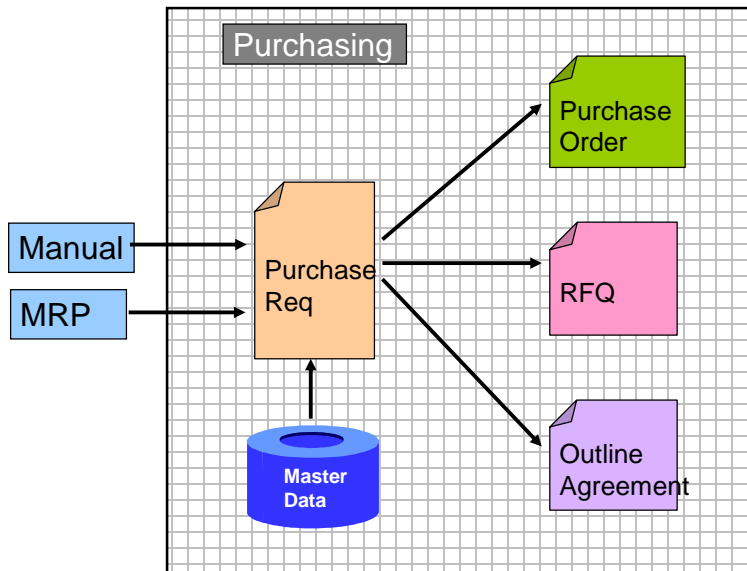 Purchasing
Purchase
Order
Manual
Purchase
Req
RFQ
MRP
Master
Data
Outline
Agreement